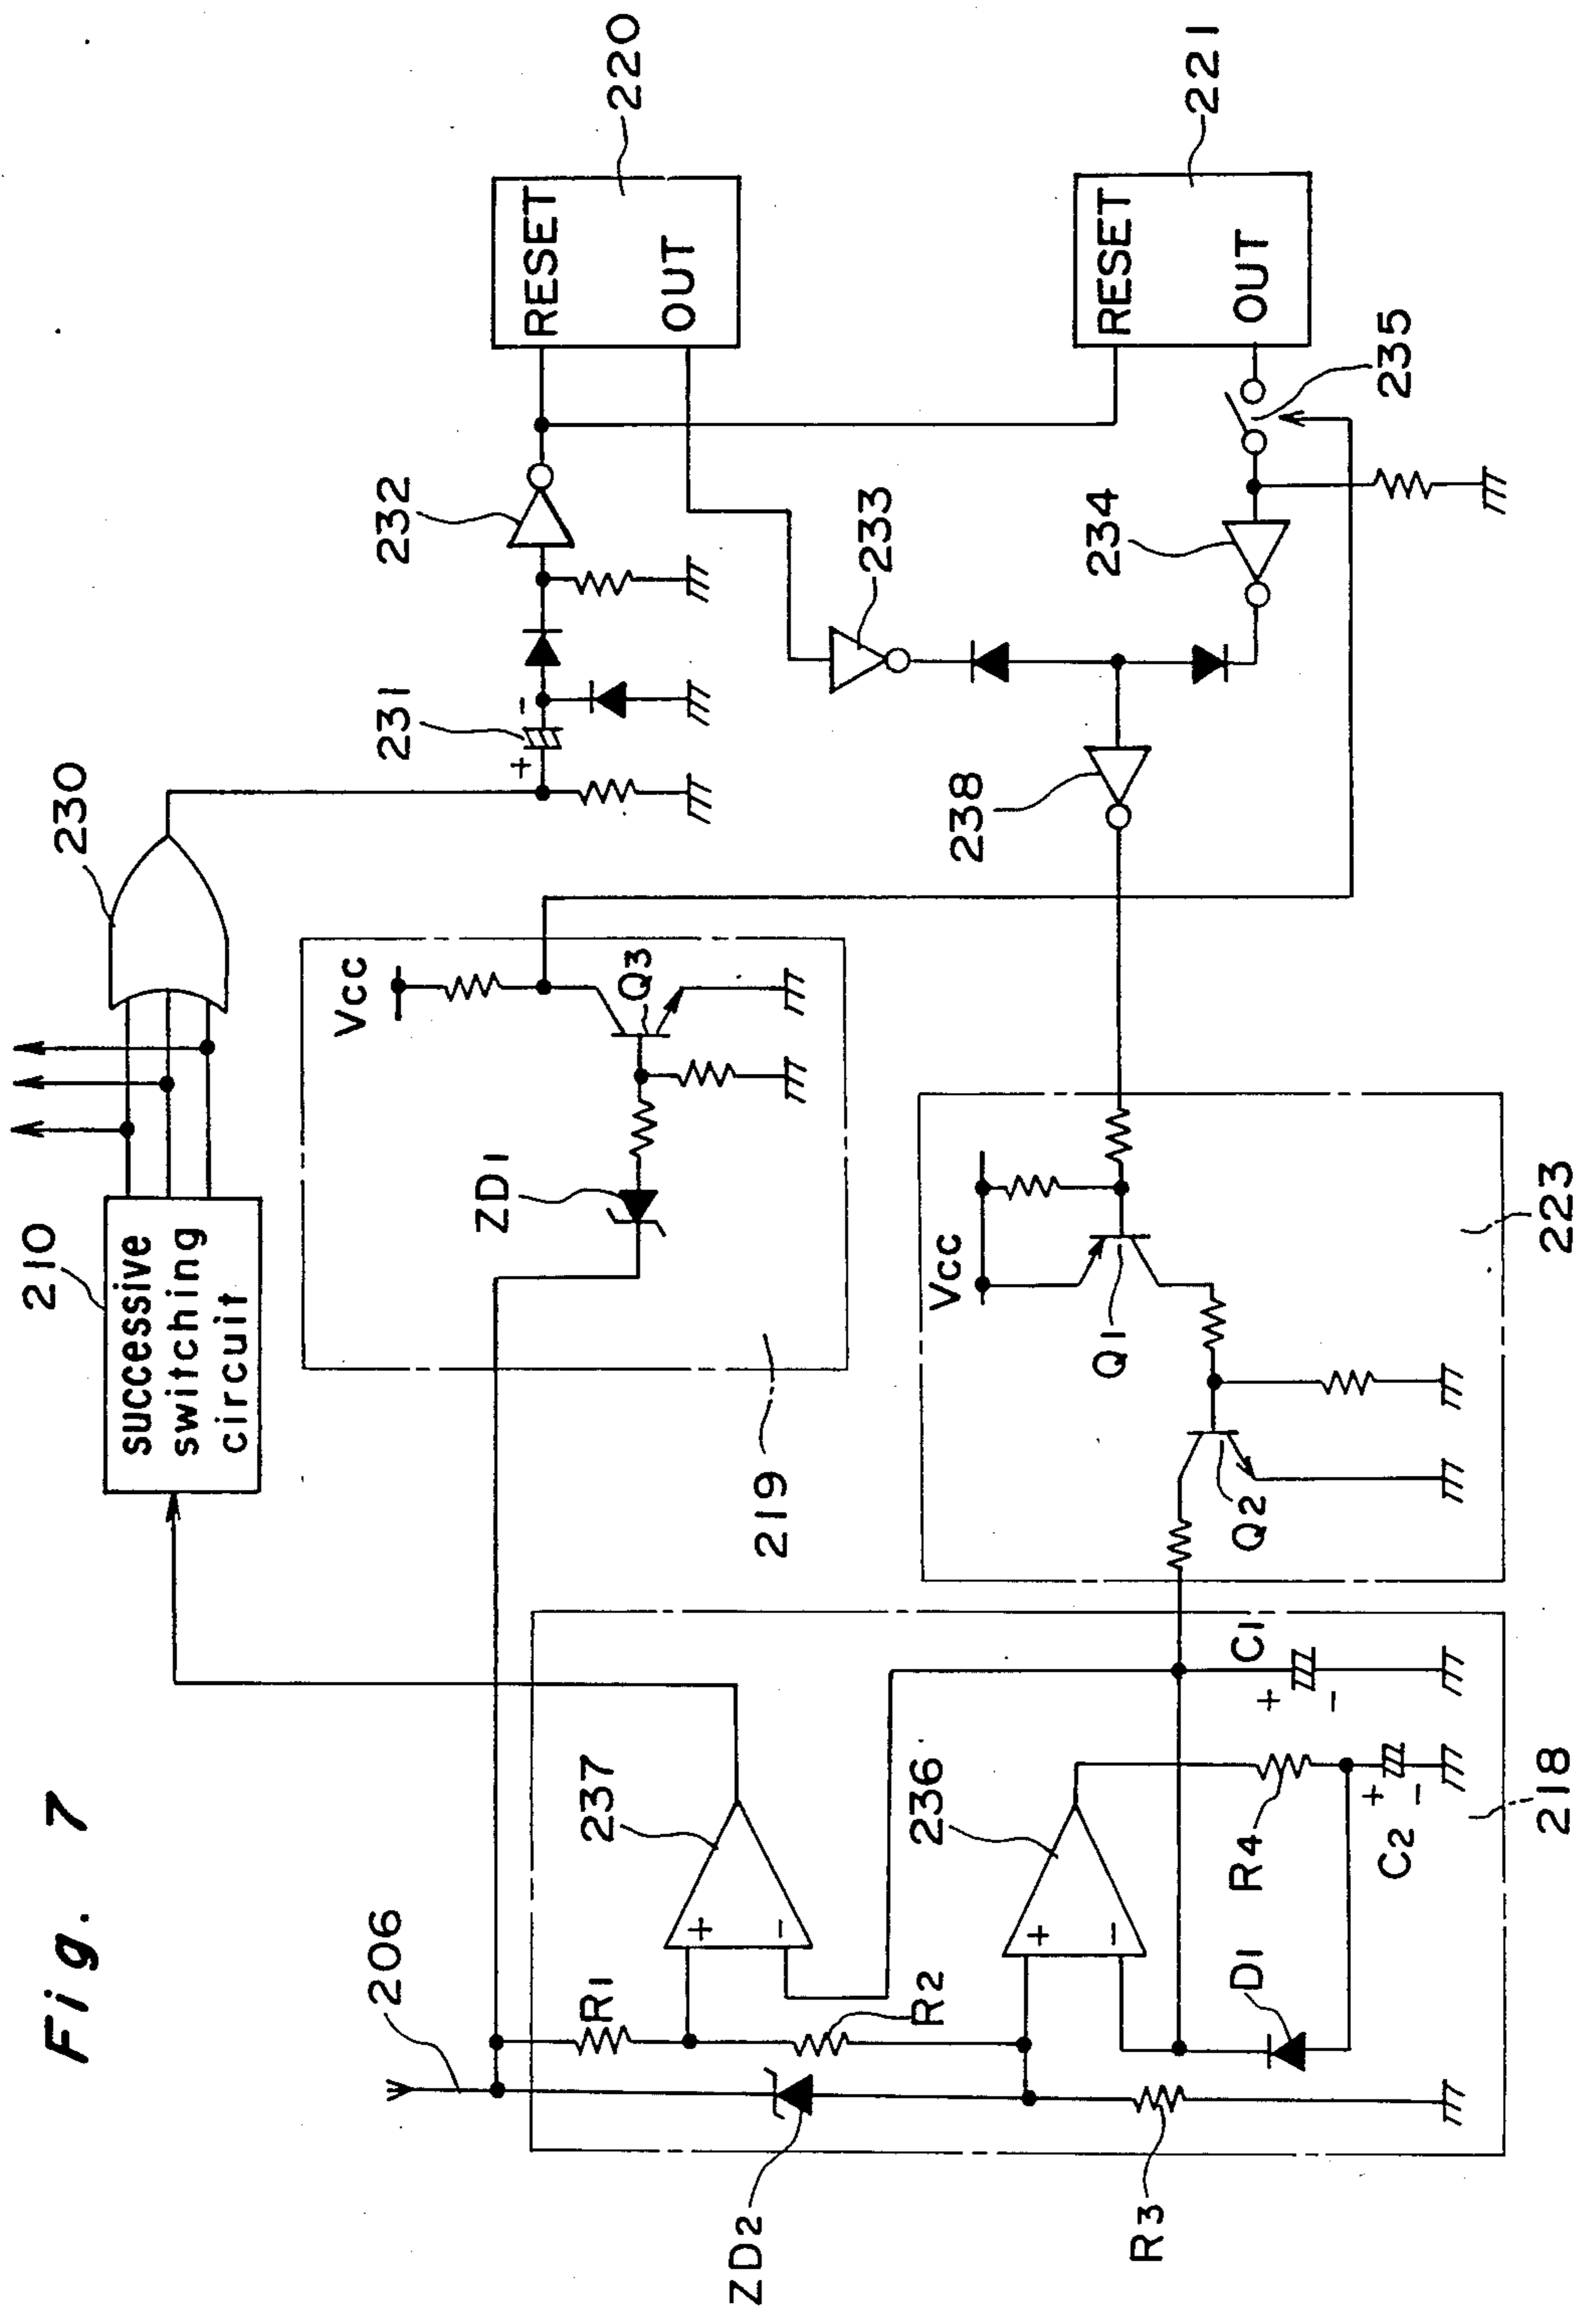 Fig. 7
206
210
successive
switching
circuit
230
231
+
-
232
RESET
OUT
220
233
RESET
OUT
221
234
235
238
Vcc
Q3
ZD1
219
Vcc
Q1
Q2
223
237
+
-
236
+
-
R1
R2
ZD2
R3
D1
R4
C2
+
-
C1
+
-
218